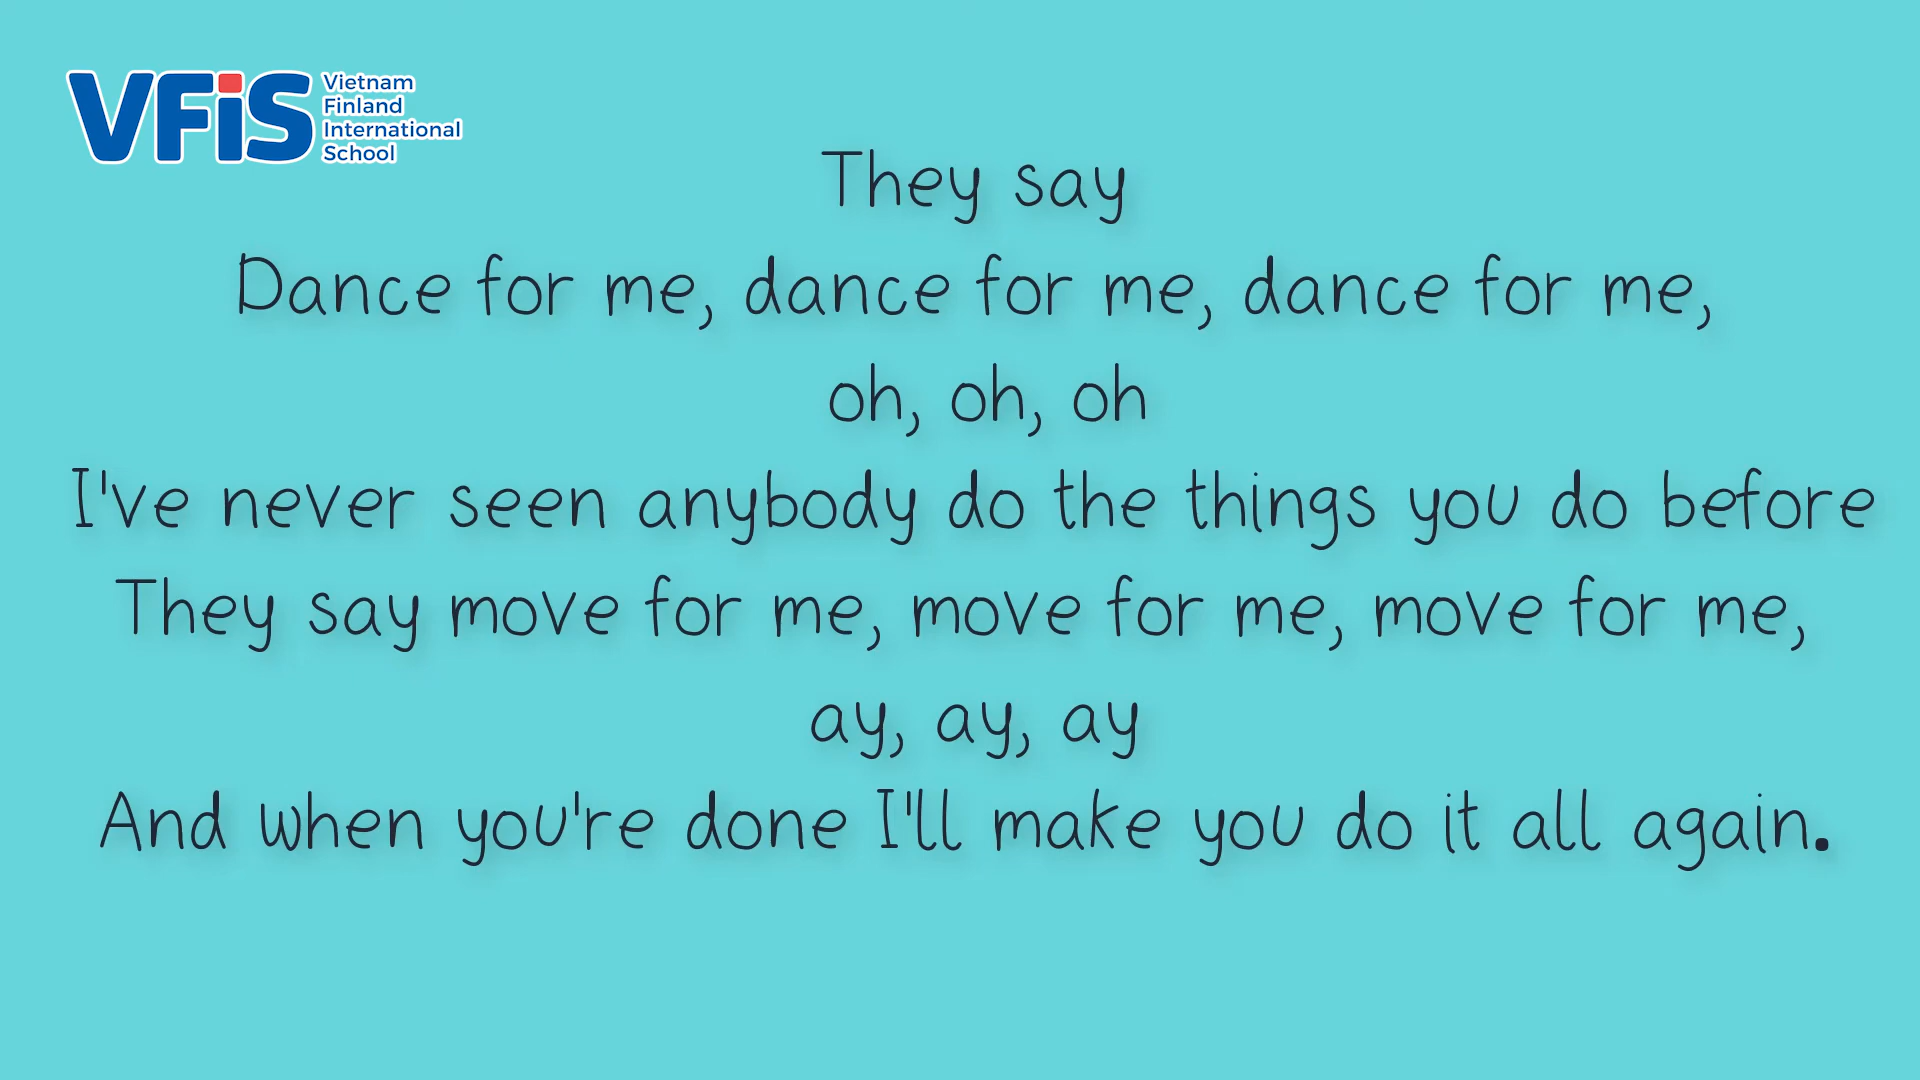 VFiS
Vietnam
Finland
International
School
They say
Dance for me, dance for me, dance for me,
oh, oh, oh
I've never seen anybody do the things you do before
They say move for me, move for me, move for me,
ay, ay, ay
And when you're done I'll make you do it all again.